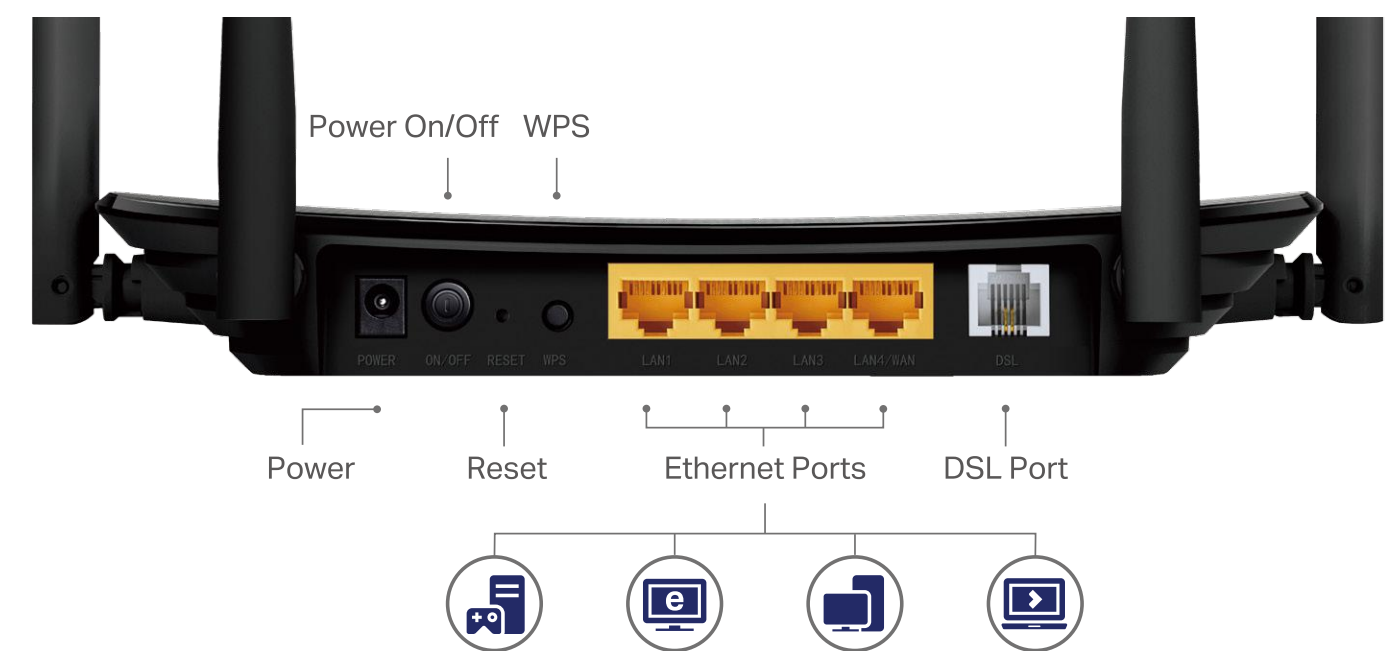 Power On/Off WPS
POWER ON/OFF RESET WPS LAN1 LAN2 LAN3 LAN4/WAN DSL
Power Reset Ethernet Ports DSL Port
e